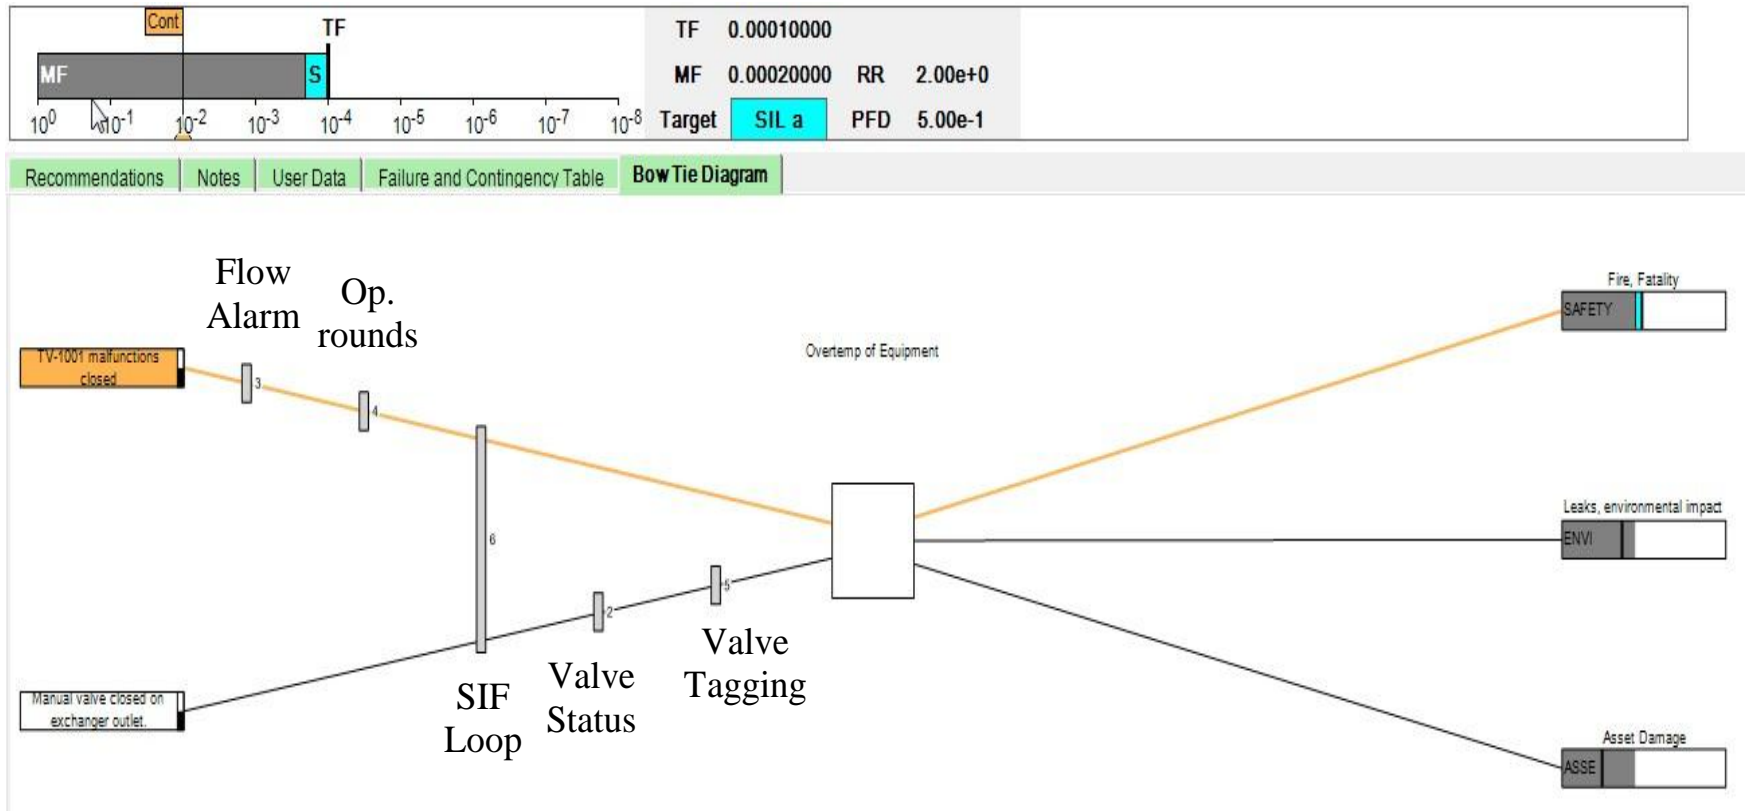 Cont
TF
MF
S
10^0 10^-1 10^-2 10^-3 10^-4 10^-5 10^-6 10^-7 10^-8
TF 0.00010000
MF 0.00020000 RR 2.00e+0
Target SIL a PFD 5.00e-1
Recommendations Notes User Data Failure and Contingency Table Bow Tie Diagram
Flow
Alarm
Op.
rounds
TV-1001 malfunctions
closed
3
4
Overtemp of Equipment
Fire, Fatality
SAFETY
6
Leaks, environmental impact
ENVI
2
5
Manual valve closed on
exchanger outlet.
SIF
Loop
Valve
Status
Valve
Tagging
Asset Damage
ASSE